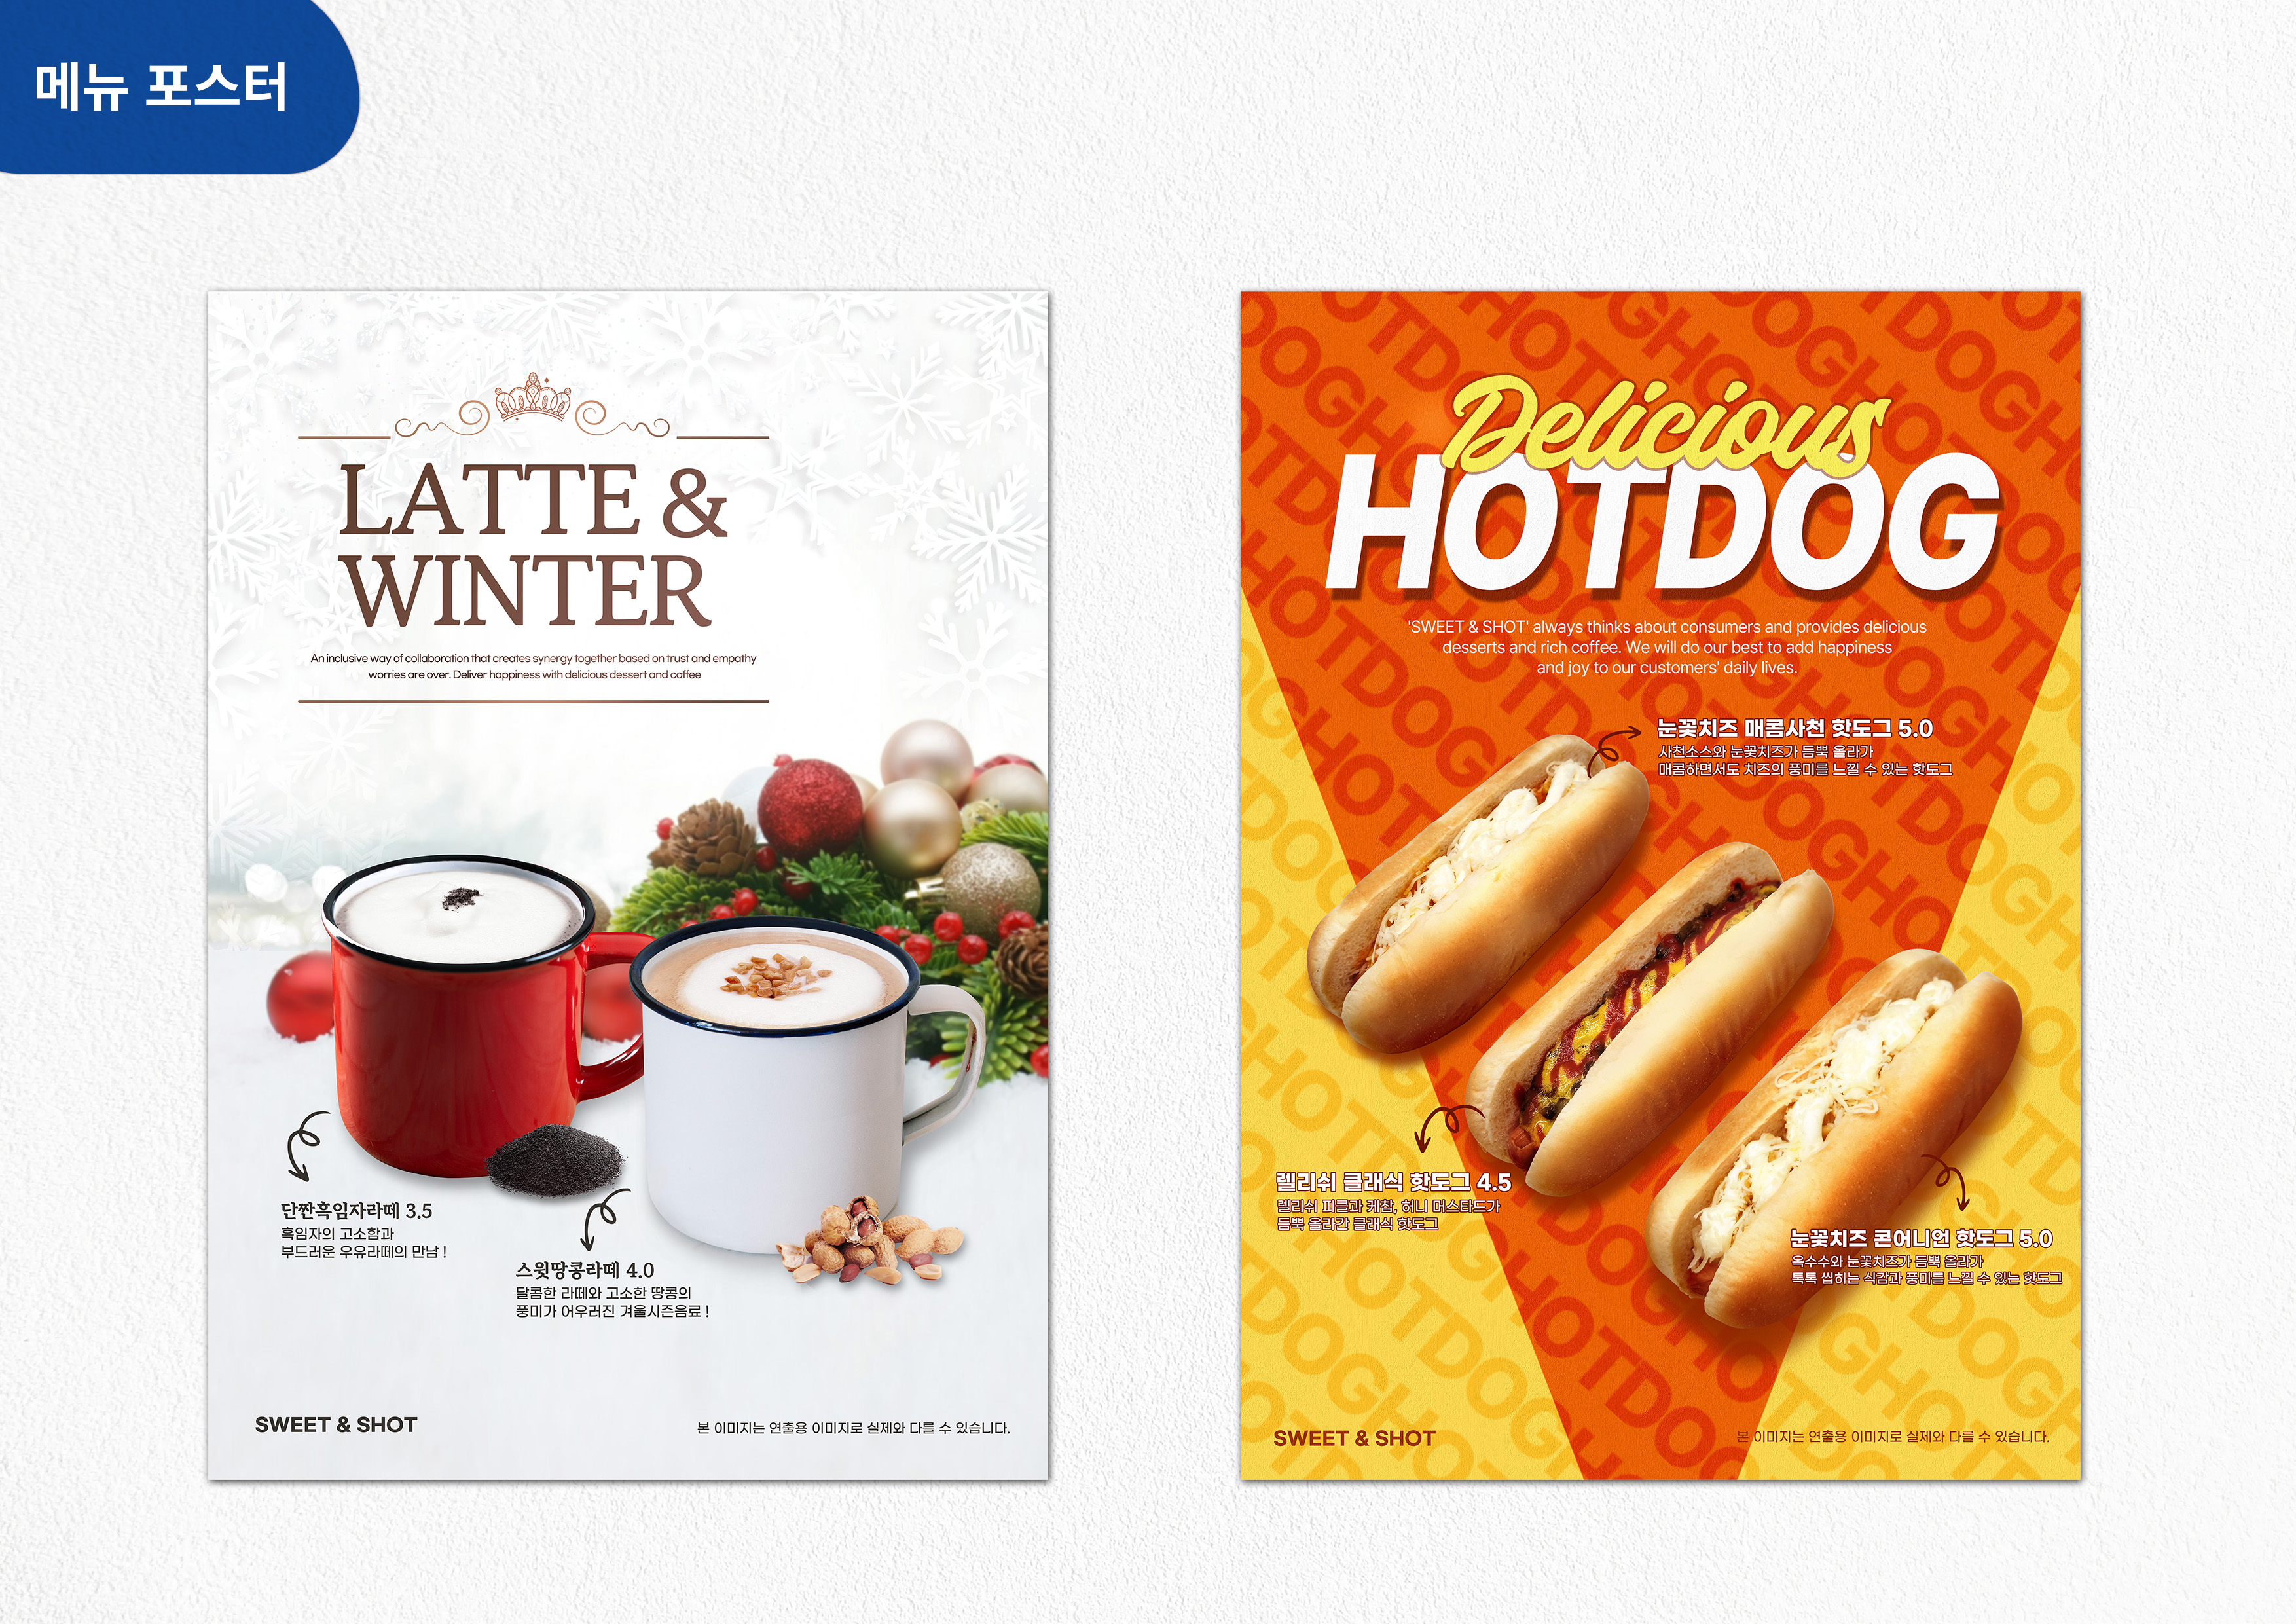 메뉴 포스터
LATTE &
WINTER
An inclusive way of collaboration that creates synergy together based on trust and empathy
worries are over. Deliver happiness with delicious dessert and coffee
단짠흑임자라떼 3.5
흑임자의 고소함과
부드러운 우유라떼의 만남 !
스윗땅콩라떼 4.0
달콤한 라떼와 고소한 땅콩의
풍미가 어우러진 겨울시즌음료 !
SWEET & SHOT
본 이미지는 연출용 이미지로 실제와 다를 수 있습니다.
Delicious
HOTDOG
'SWEET & SHOT' always thinks about consumers and provides delicious
desserts and rich coffee. We will do our best to add happiness
and joy to our customers' daily lives.
눈꽃치즈 매콤사천 핫도그 5.0
사천소스와 눈꽃치즈가 듬뿍 올라가
매콤하면서도 치즈의 풍미를 느낄 수 있는 핫도그
렐리쉬 클래식 핫도그 4.5
렐리쉬 피클과 케찹, 허니 머스타드가
듬뿍 올라간 클래식 핫도그
눈꽃치즈 콘어니언 핫도그 5.0
옥수수와 눈꽃치즈가 듬뿍 올라가
톡톡 씹히는 식감과 풍미를 느낄 수 있는 핫도그
SWEET & SHOT
본 이미지는 연출용 이미지로 실제와 다를 수 있습니다.